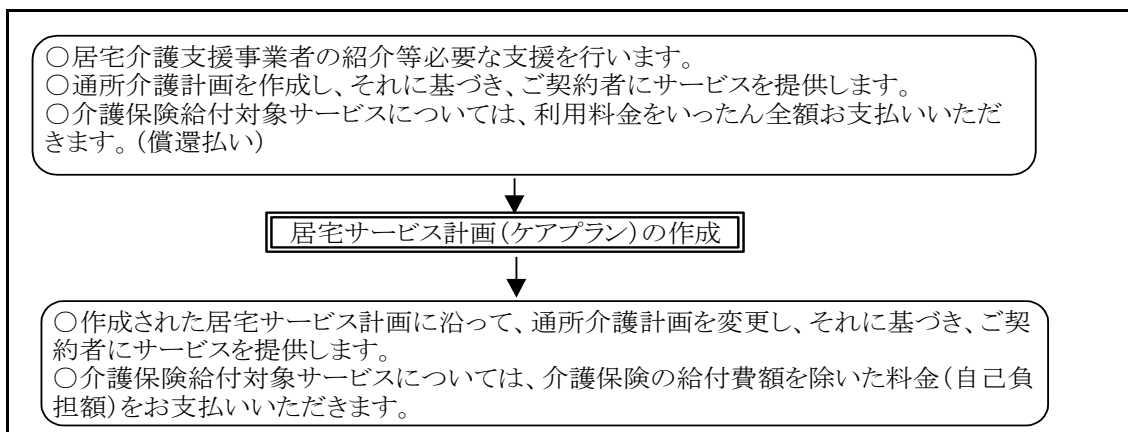 ○居宅介護支援事業者の紹介等必要な支援を行います。
○通所介護計画を作成し、それに基づき、ご契約者にサービスを提供します。
○介護保険給付対象サービスについては、利用料金をいったん全額お支払いいただ
きます。（償還払い）
居宅サービス計画（ケアプラン）の作成
○作成された居宅サービス計画に沿って、通所介護計画を変更し、それに基づき、ご契
約者にサービスを提供します。
○介護保険給付対象サービスについては、介護保険の給付費額を除いた料金（自己負
担額）をお支払いいただきます。